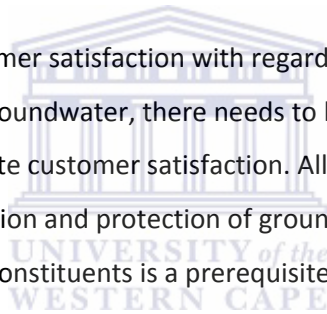 mer satisfaction with regard
oundwater, there needs to
te customer satisfaction. All
ion and protection of groun
UNIVERSITY of the
onstituents is a prerequisite
WESTERN CAPE